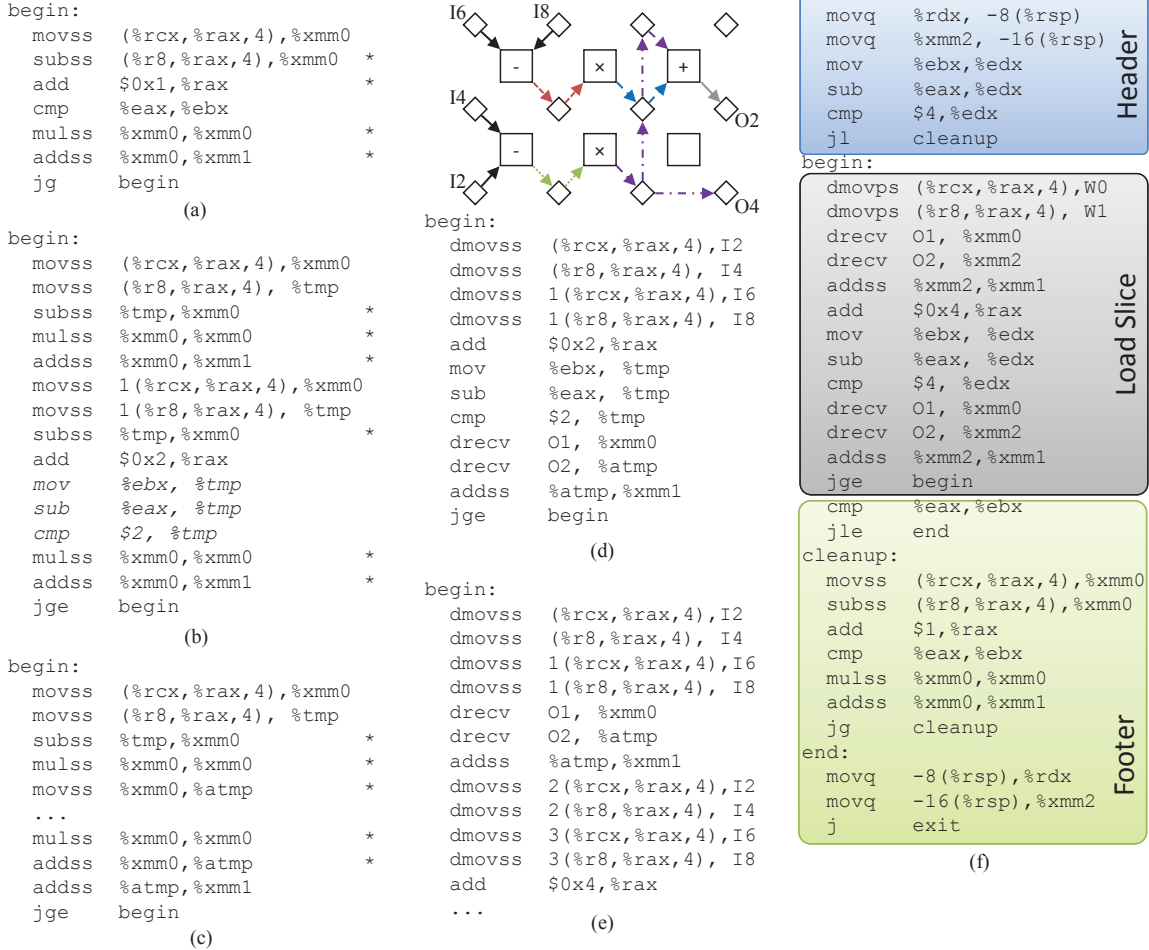 begin:
movss (%rcx,%rax,4),%xmm0
subss (%r8,%rax,4),%xmm0 *
add $0x1,%rax
cmp %eax,%ebx
mulss %xmm0,%xmm0 *
addss %xmm0,%xmm1 *
jg begin
(a)
begin:
movss (%rcx,%rax,4),%xmm0
movss (%r8,%rax,4), %tmp
subss %tmp,%xmm0 *
mulss %xmm0,%xmm0 *
addss %xmm0,%xmm1 *
movss 1(%rcx,%rax,4),%xmm0
movss 1(%r8,%rax,4), %tmp
subss %tmp,%xmm0 *
add $0x2,%rax
mov %ebx, %tmp
sub %eax, %tmp
cmp $2, %tmp
mulss %xmm0,%xmm0 *
addss %xmm0,%xmm1 *
jge begin
(b)
begin:
movss (%rcx,%rax,4),%xmm0
movss (%r8,%rax,4), %tmp
subss %tmp,%xmm0 *
mulss %xmm0,%xmm0 *
movss %xmm0,%atmp *
...
mulss %xmm0,%xmm0 *
addss %xmm0,%atmp *
addss %atmp,%xmm1
jge begin
(c)
I6 I8
- × +
I4 O2
- ×
I2 O4
begin:
dmovss (%rcx,%rax,4),I2
dmovss (%r8,%rax,4), I4
dmovss 1(%rcx,%rax,4),I6
dmovss 1(%r8,%rax,4), I8
add $0x2,%rax
mov %ebx, %tmp
sub %eax, %tmp
cmp $2, %tmp
drecv O1, %xmm0
drecv O2, %atmp
addss %atmp,%xmm1
jge begin
(d)
begin:
dmovss (%rcx,%rax,4),I2
dmovss (%r8,%rax,4), I4
dmovss 1(%rcx,%rax,4),I6
dmovss 1(%r8,%rax,4), I8
drecv O1, %xmm0
drecv O2, %atmp
addss %atmp,%xmm1
dmovss 2(%rcx,%rax,4),I2
dmovss 2(%r8,%rax,4), I4
dmovss 3(%rcx,%rax,4),I6
dmovss 3(%r8,%rax,4), I8
add $0x4,%rax
...
(e)
movq %rdx, -8(%rsp)
movq %xmm2, -16(%rsp)
mov %ebx,%edx
sub %eax,%edx
cmp $4,%edx
jl cleanup
Header
begin:
dmovps (%rcx,%rax,4),W0
dmovps (%r8,%rax,4), W1
drecv O1, %xmm0
drecv O2, %xmm2
addss %xmm2,%xmm1
add $0x4,%rax
mov %ebx, %edx
sub %eax, %edx
cmp $4, %edx
drecv O1, %xmm0
drecv O2, %xmm2
addss %xmm2,%xmm1
jge begin
Load Slice
cmp %eax,%ebx
jle end
cleanup:
movss (%rcx,%rax,4),%xmm0
subss (%r8,%rax,4),%xmm0
add $1,%rax
cmp %eax,%ebx
mulss %xmm0,%xmm0
addss %xmm0,%xmm1
jg cleanup
end:
movq -8(%rsp),%rdx
movq -16(%rsp),%xmm2
j exit
Footer
(f)